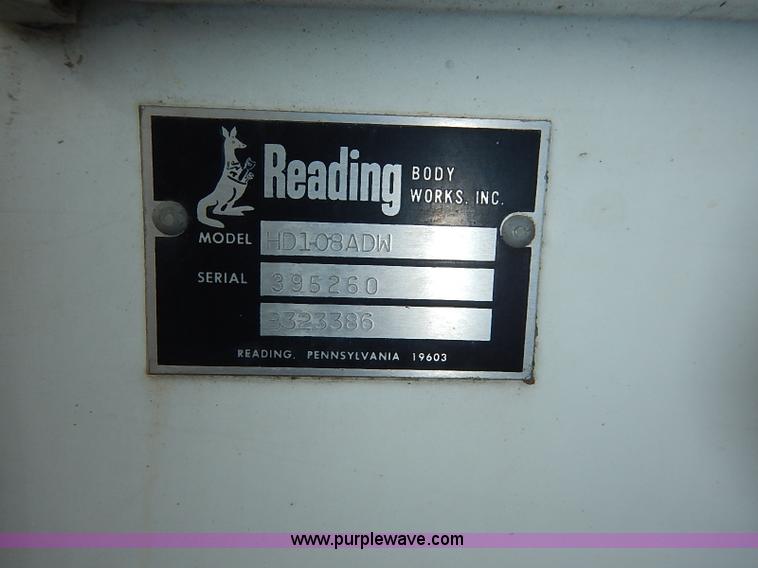 Reading BODY WORKS, INC.
MODEL HD108ADW
SERIAL 395260
READING, PENNSYLVANIA 19603
www.purplewave.com